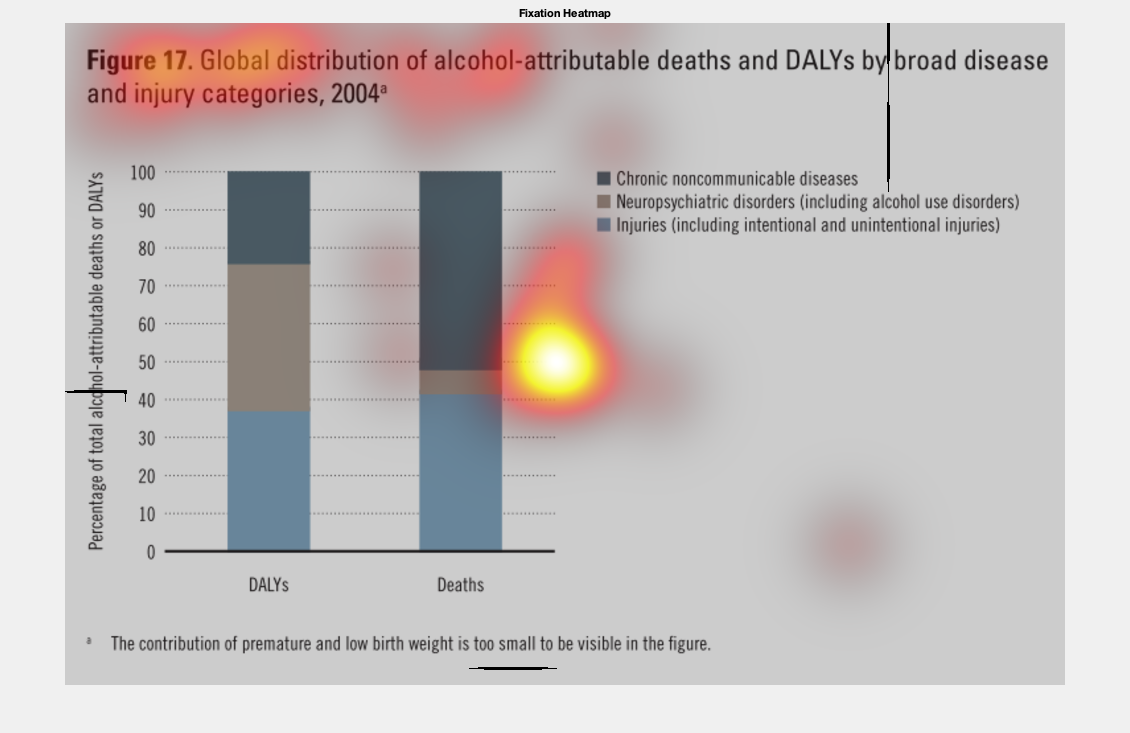 Fixation Heatmap
Figure 17. Global distribution of alcohol-attributable deaths and DALYs by broad disease
and injury categories, 2004ª
Percentage of total alcohol-attributable deaths or DALYs
100
90
80
70
60
50
40
30
20
10
0
DALYs
Deaths
Chronic noncommunicable diseases
Neuropsychiatric disorders (including alcohol use disorders)
Injuries (including intentional and unintentional injuries)
ª The contribution of premature and low birth weight is too small to be visible in the figure.